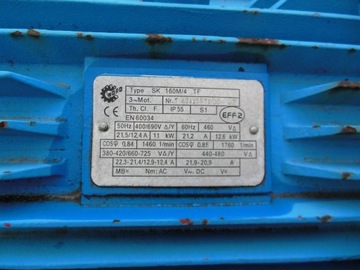 Type SK 160M/4 TF
3~Mot. Nr.
Th. Cl. F IP55 S1 EFF2
EN 60034
50Hz 400/690V Δ/Y 60Hz 460 VΔ
21,5/12,4 A 11 kW 21,2 A 12,6 kW
COSφ 0,84 1460 1/min COSφ 0,85 1760 1/min
380-420/660-725 V Δ/Y 440-480 VΔ
22,3-21,4/12,9-12,4 A 21,9-20,9 A
MB= Nm: AC V~ DC V=